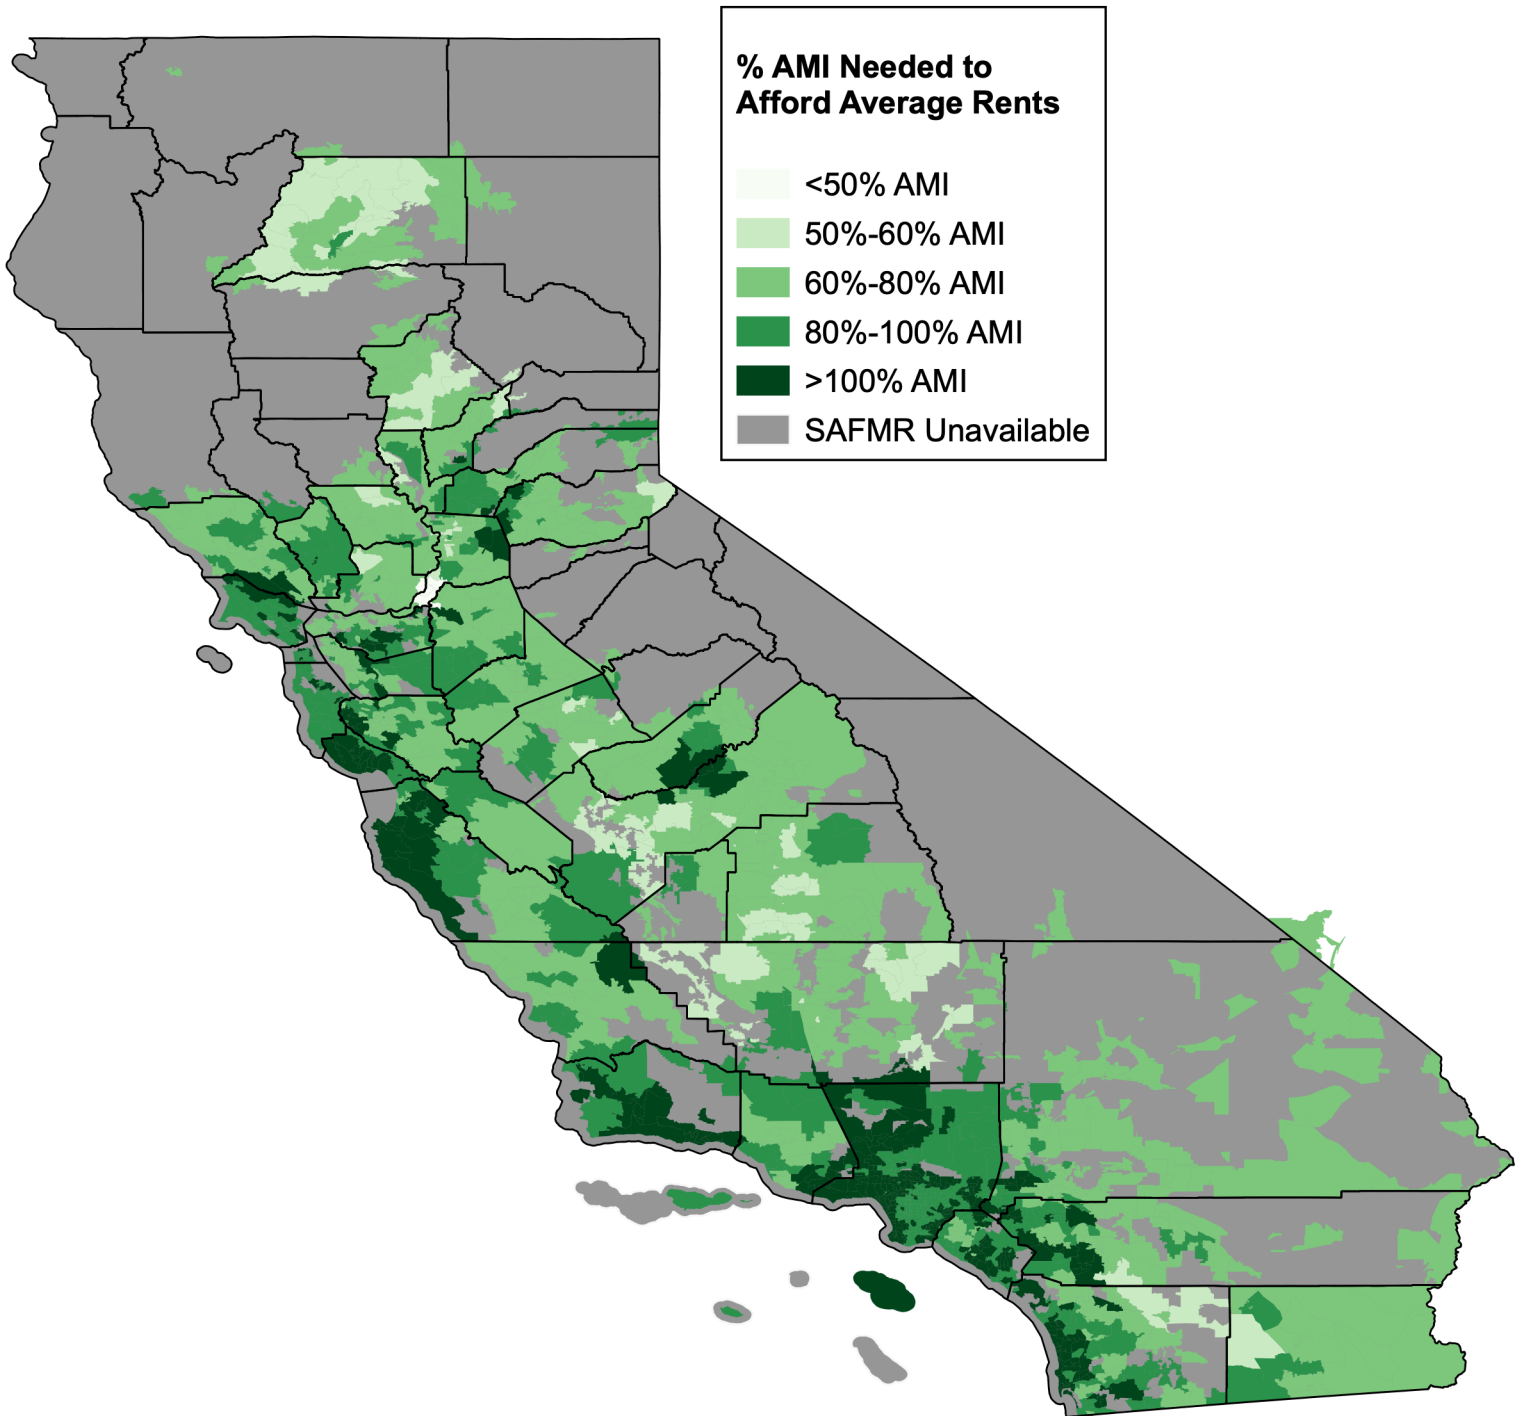 % AMI Needed to
Afford Average Rents
<50% AMI
50%-60% AMI
60%-80% AMI
80%-100% AMI
>100% AMI
SAFMR Unavailable